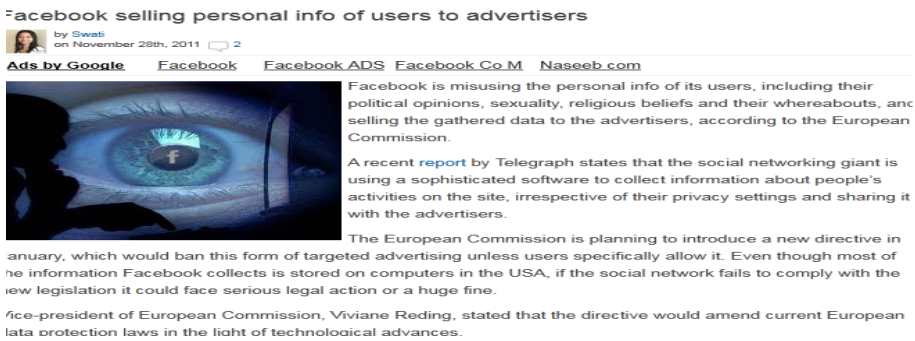 Facebook selling personal info of users to advertisers
by Swati
on November 28th, 2011 2
Ads by Google Facebook Facebook ADS Facebook Co M Naseeb com
f
Facebook is misusing the personal info of its users, including their
political opinions, sexuality, religious beliefs and their whereabouts, and
selling the gathered data to the advertisers, according to the European
Commission.
A recent report by Telegraph states that the social networking giant is
using a sophisticated software to collect information about people's
activities on the site, irrespective of their privacy settings and sharing it
with the advertisers.
The European Commission is planning to introduce a new directive in
anuary, which would ban this form of targeted advertising unless users specifically allow it. Even though most of
he information Facebook collects is stored on computers in the USA, if the social network fails to comply with the
ew legislation it could face serious legal action or a huge fine.
Vice-president of European Commission, Viviane Reding, stated that the directive would amend current European
data protection laws in the light of technological advances.